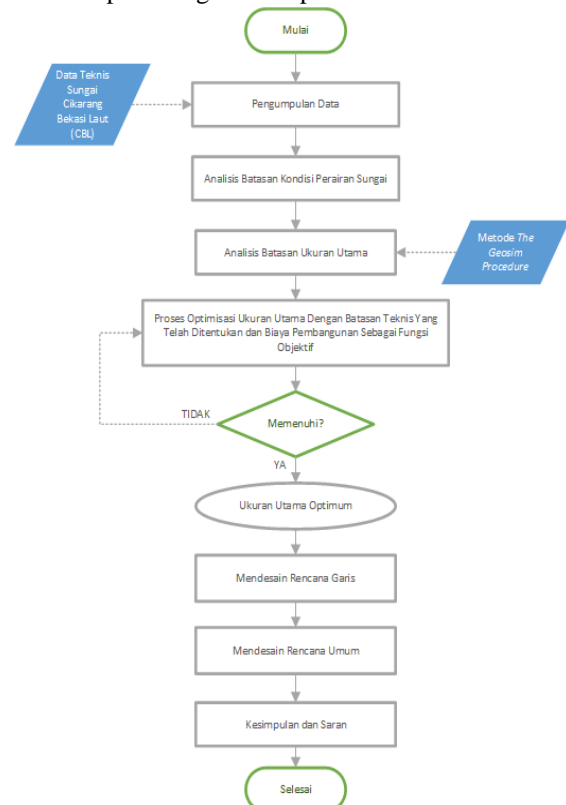 Mulai
Data Teknis
Sungai
Cikarang
Bekasi Laut
(CBL)
Pengumpulan Data
Analisis Batasan Kondisi Perairan Sungai
Analisis Batasan Ukuran Utama
Metode The
Geosim
Procedure
Proses Optimisasi Ukuran Utama Dengan Batasan Teknis Yang
Telah Ditentukan dan Biaya Pembangunan Sebagai Fungsi
Objektif
TIDAK
Memenuhi?
YA
Ukuran Utama Optimum
Mendesain Rencana Garis
Mendesain Rencana Umum
Kesimpulan dan Saran
Selesai